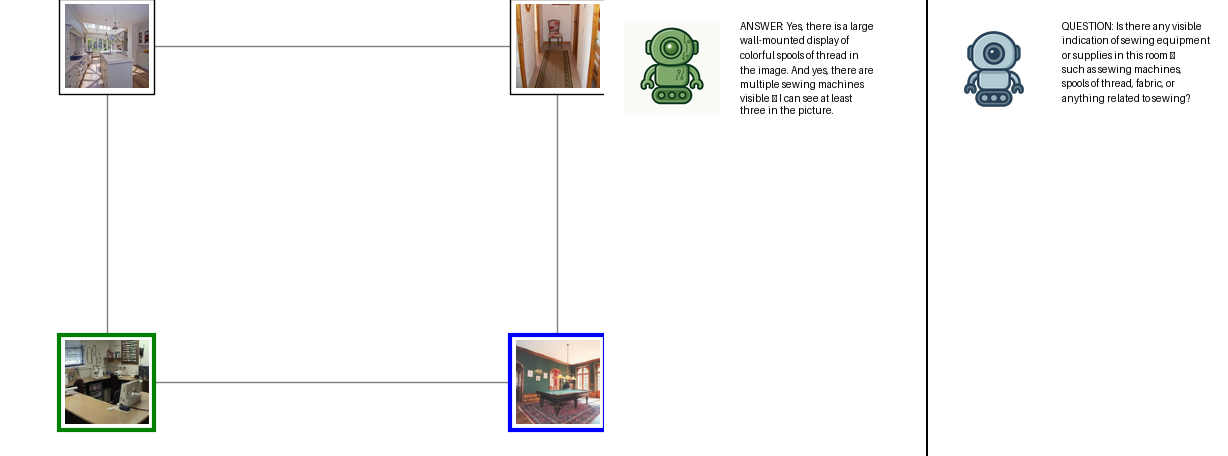 ANSWER: Yes, there is a large
wall-mounted display of
colorful spools of thread in
the image. And yes, there are
multiple sewing machines
visible I can see at least
three in the picture.
QUESTION: Is there any visible
indication of sewing equipment
or supplies in this room
such as sewing machines,
spools of thread, fabric, or
anything related to sewing?